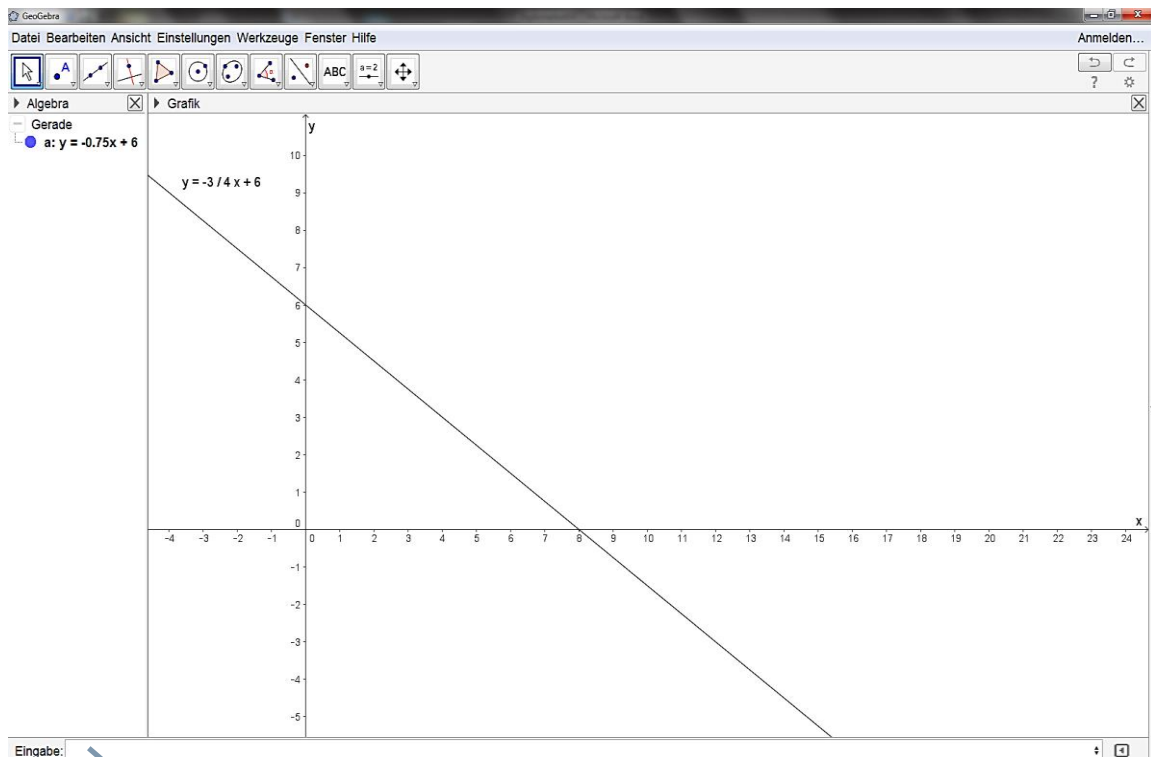 GeoGebra
Datei Bearbeiten Ansicht Einstellungen Werkzeuge Fenster Hilfe
Anmelden...
A
α
ABC
a=2
?
Algebra
Grafik
Gerade
a: y = -0.75x + 6
y
y = -3 / 4 x + 6
10
9
8
7
6
5
4
3
2
1
0
x
-4 -3 -2 -1 0 1 2 3 4 5 6 7 8 9 10 11 12 13 14 15 16 17 18 19 20 21 22 23 24
-1
-2
-3
-4
-5
Eingabe: